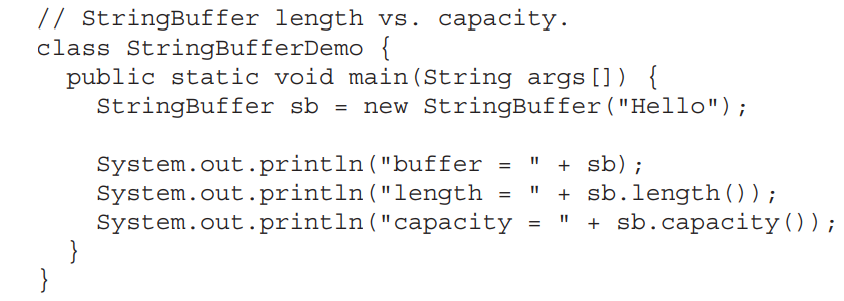 // StringBuffer length vs. capacity.
class StringBufferDemo {
  public static void main(String args[]) {
    StringBuffer sb = new StringBuffer("Hello");

    System.out.println("buffer = " + sb);
    System.out.println("length = " + sb.length());
    System.out.println("capacity = " + sb.capacity());
  }
}